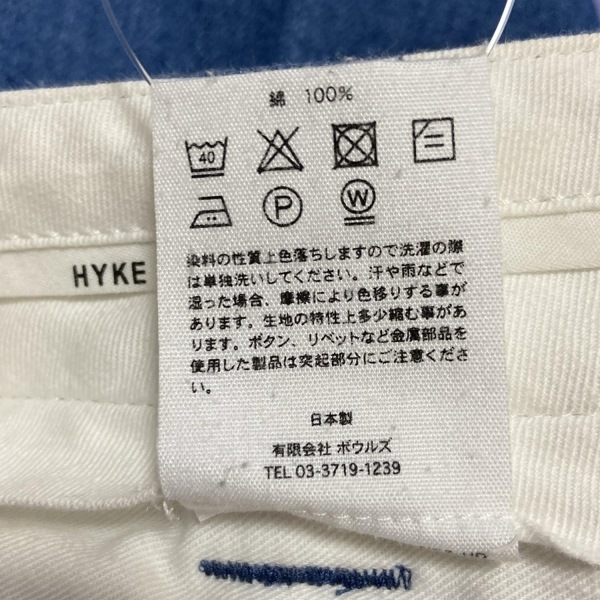 綿 100%
40
P
W
染料の性質上色落ちしますので洗濯の際
は単独洗いしてください。汗や雨などで
湿った場合、摩擦により色移りする事が
あります。生地の特性上多少縮む事があ
ります。ボタン、リベットなど金属部品を
使用した製品は突起部分にご注意くださ
い。
日本製
有限会社 ボウルズ
TEL 03-3719-1239
HYKE